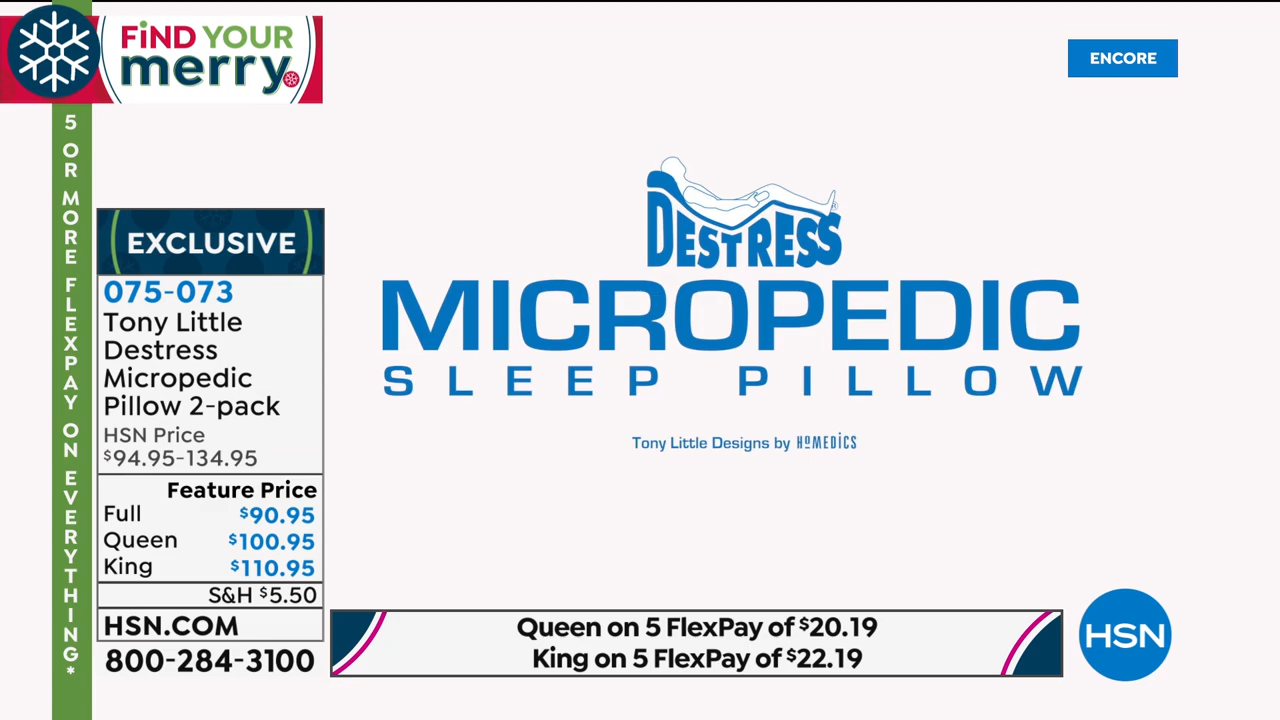 FiND YOUR
merry.
ENCORE
5 OR MORE FLEXPAY ON EVERYTHING*
EXCLUSIVE
075-073
Tony Little
Destress
Micropedic
Pillow 2-pack
HSN Price
$94.95-134.95
Feature Price
Full $90.95
Queen $100.95
King $110.95
S&H $5.50
HSN.COM
800-284-3100
DESTRESS
MICROPEDIC
SLEEP PILLOW
Tony Little Designs by HOMEDICS
Queen on 5 FlexPay of $20.19
King on 5 FlexPay of $22.19
HSN